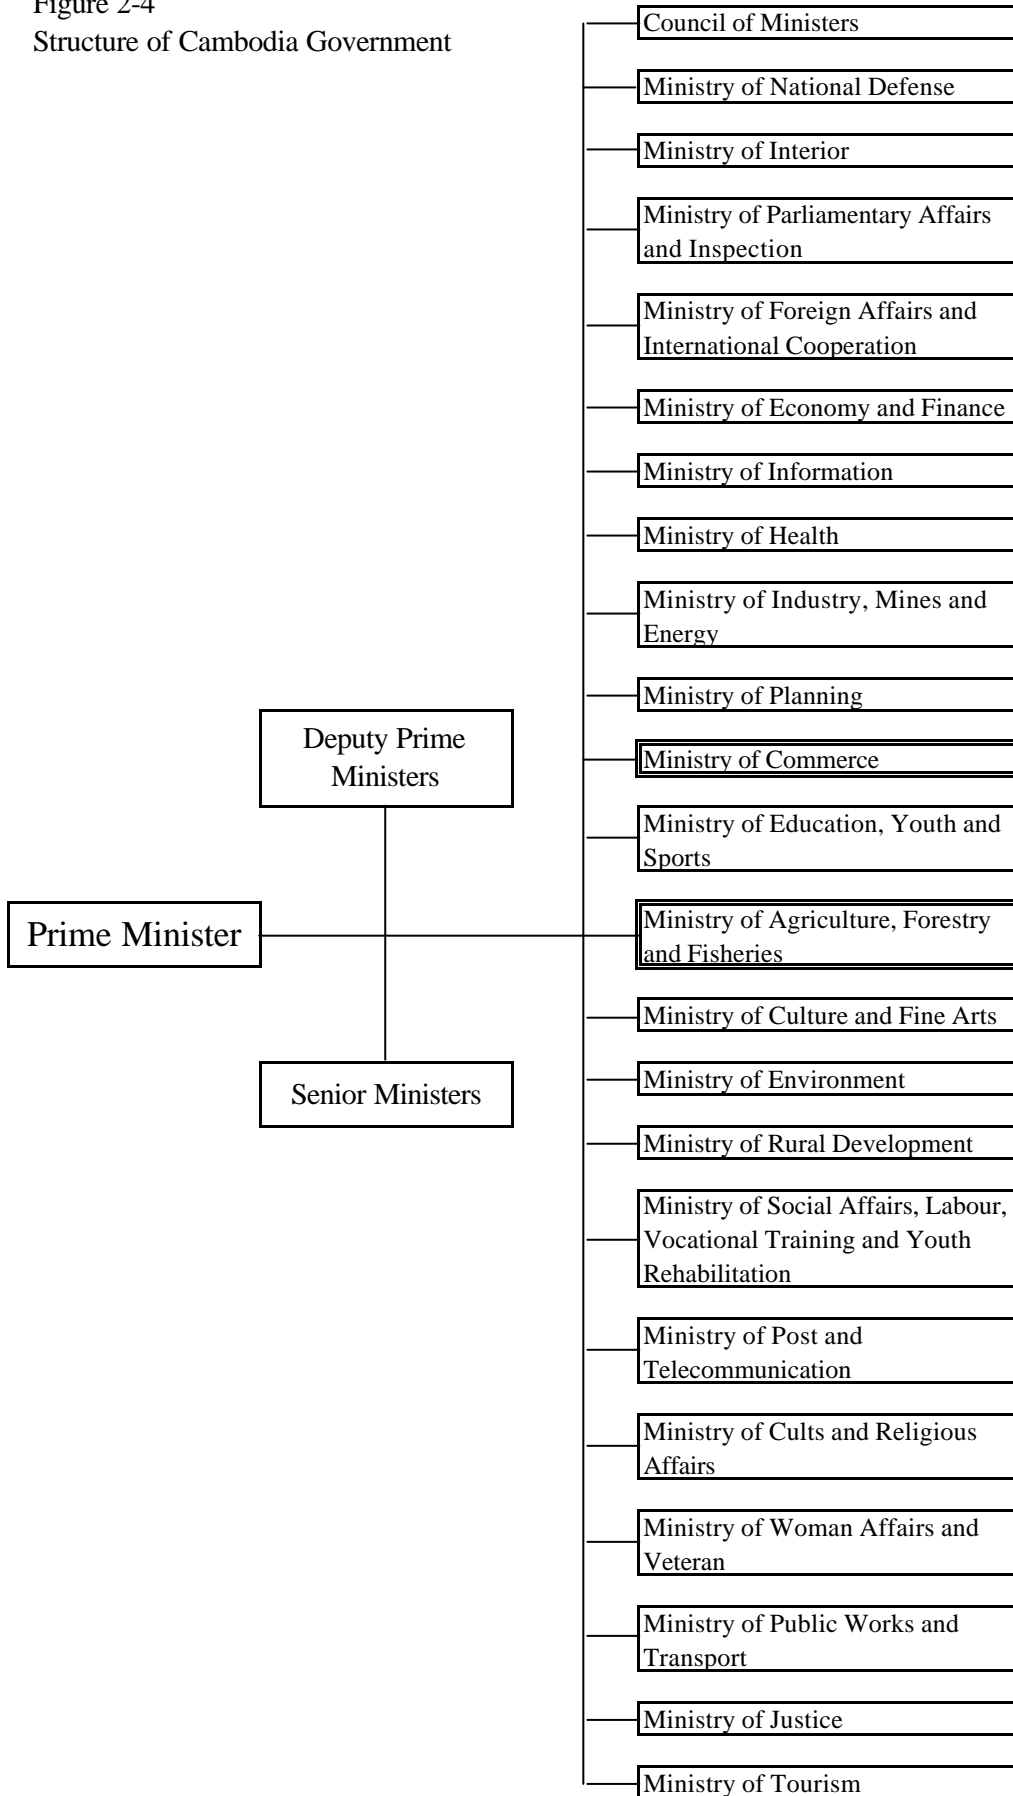 Figure 2-4
Structure of Cambodia Government
Council of Ministers
Ministry of National Defense
Ministry of Interior
Ministry of Parliamentary Affairs
and Inspection
Ministry of Foreign Affairs and
International Cooperation
Ministry of Economy and Finance
Ministry of Information
Ministry of Health
Ministry of Industry, Mines and
Energy
Ministry of Planning
Deputy Prime
Ministers
Ministry of Commerce
Ministry of Education, Youth and
Sports
Prime Minister
Ministry of Agriculture, Forestry
and Fisheries
Ministry of Culture and Fine Arts
Senior Ministers
Ministry of Environment
Ministry of Rural Development
Ministry of Social Affairs, Labour,
Vocational Training and Youth
Rehabilitation
Ministry of Post and
Telecommunication
Ministry of Cults and Religious
Affairs
Ministry of Woman Affairs and
Veteran
Ministry of Public Works and
Transport
Ministry of Justice
Ministry of Tourism